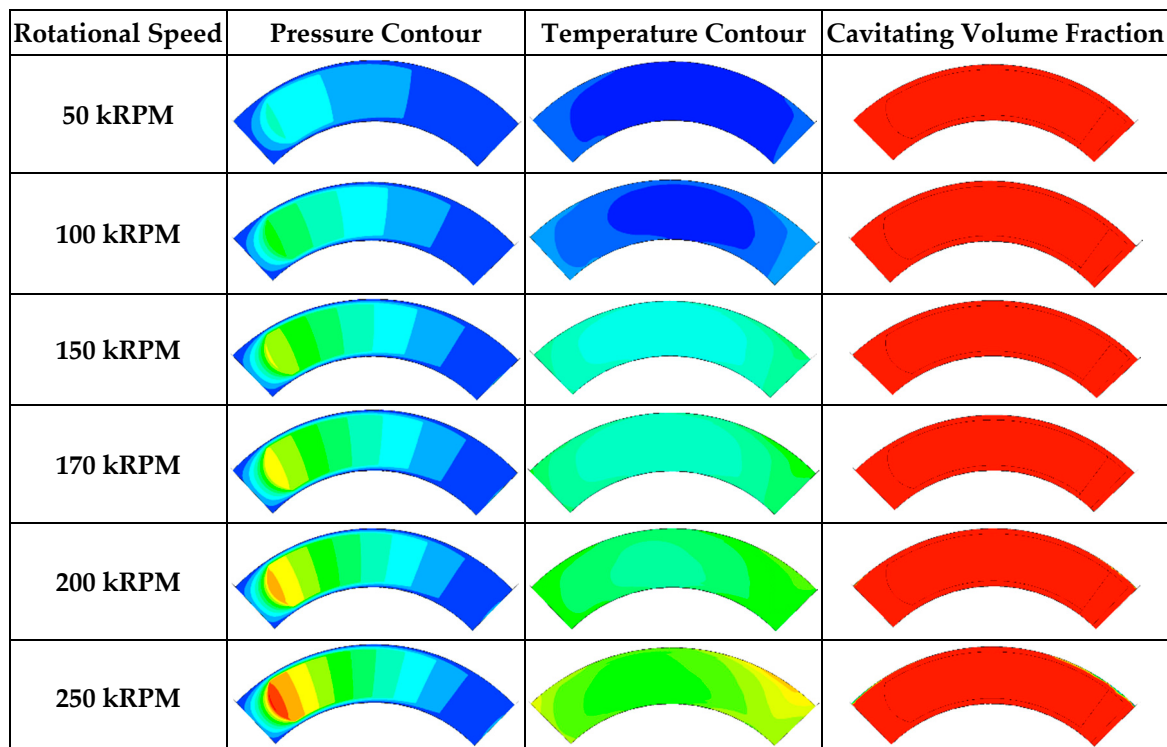 Rotational Speed Pressure Contour Temperature Contour Cavitating Volume Fraction
50 kRPM
100 kRPM
150 kRPM
170 kRPM
200 kRPM
250 kRPM